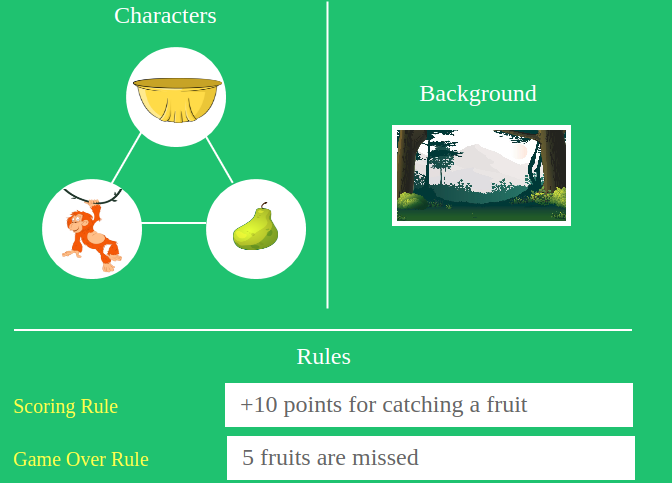 Characters
Background
Rules
Scoring Rule
+10 points for catching a fruit
Game Over Rule
5 fruits are missed